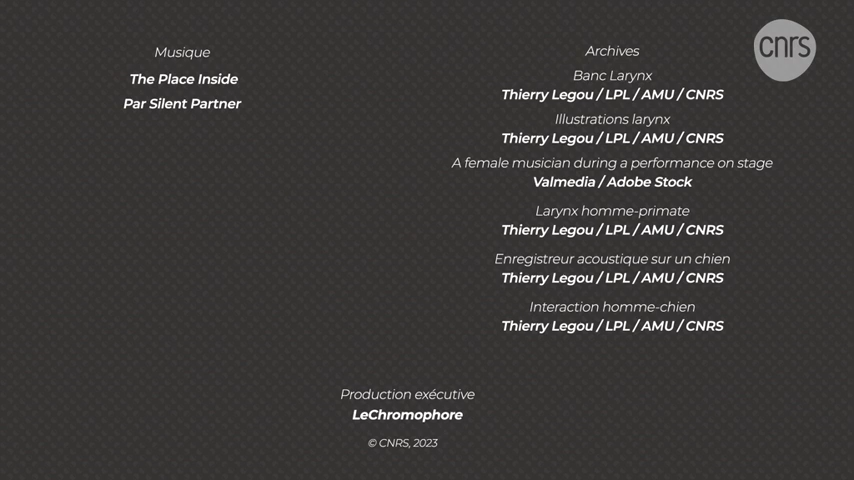 Musique
The Place Inside
Par Silent Partner
Archives
Banc Larynx
Thierry Legou / LPL / AMU / CNRS
Illustrations larynx
Thierry Legou / LPL / AMU / CNRS
A female musician during a performance on stage
Valmedia / Adobe Stock
Larynx homme-primate
Thierry Legou / LPL / AMU / CNRS
Enregistreur acoustique sur un chien
Thierry Legou / LPL / AMU / CNRS
Interaction homme-chien
Thierry Legou / LPL / AMU / CNRS
cnrs
Production exécutive
LeChromophore
© CNRS, 2023